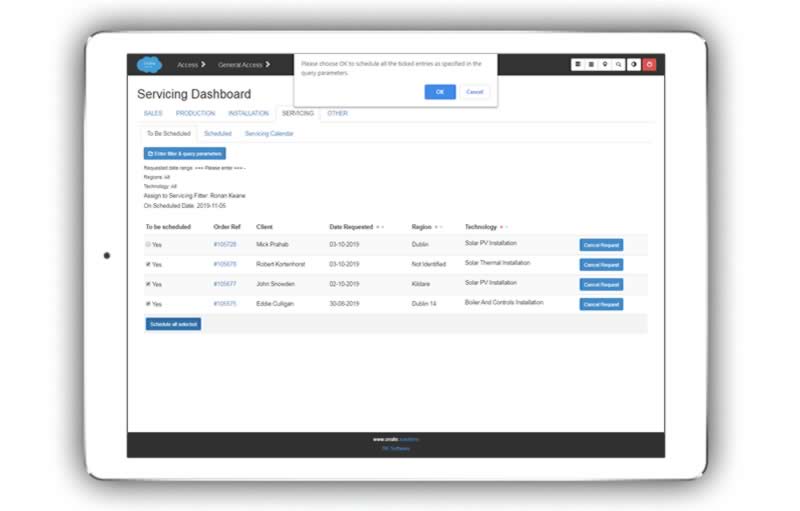 Access
General Access
Please choose OK to schedule all the ticked entries as specified in the
query parameters.
OK
Cancel
Servicing Dashboard
SALES PRODUCTION INSTALLATION SERVICING OTHER
To Be Scheduled Scheduled Servicing Calendar
Enter filter & query parameters
Requested date range: === Please enter === -
Regions: All
Technology: All
Assign to Servicing Fitter: Ronan Keane
On Scheduled Date: 2019-11-05
To be scheduled Order Ref Client Date Requested Region Technology
Yes #105728 Mick Prahab 03-10-2019 Dublin Solar PV Installation Cancel Request
Yes #105678 Robert Kortenhorst 03-10-2019 Not Identified Solar Thermal Installation Cancel Request
Yes #105677 John Snowden 02-10-2019 Kildare Solar PV Installation Cancel Request
Yes #105575 Eddie Culligan 30-08-2019 Dublin 14 Boiler And Controls Installation Cancel Request
Schedule all selected
Software